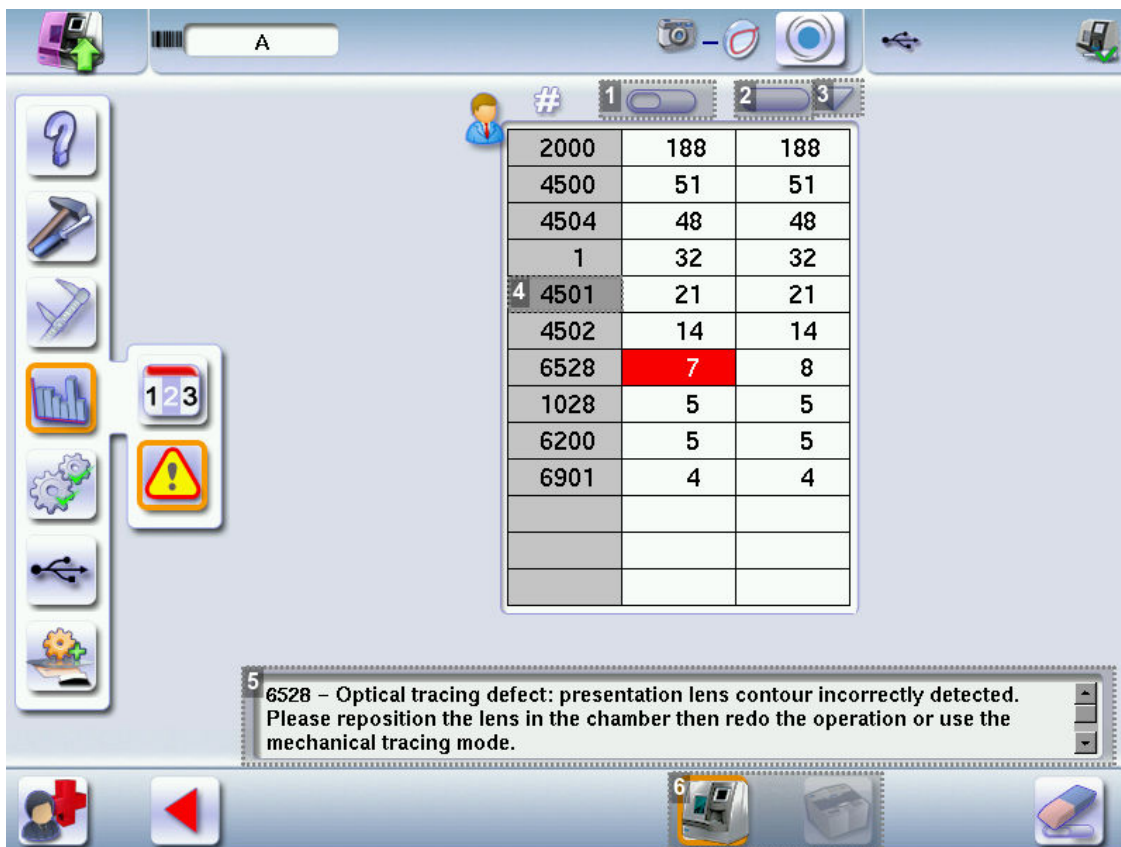 A
# 1 2 3
2000 188 188
4500 51 51
4504 48 48
1 32 32
4 4501 21 21
4502 14 14
6528 7 8
1028 5 5
6200 5 5
6901 4 4
123
5
6528 – Optical tracing defect: presentation lens contour incorrectly detected.
Please reposition the lens in the chamber then redo the operation or use the
mechanical tracing mode.
6